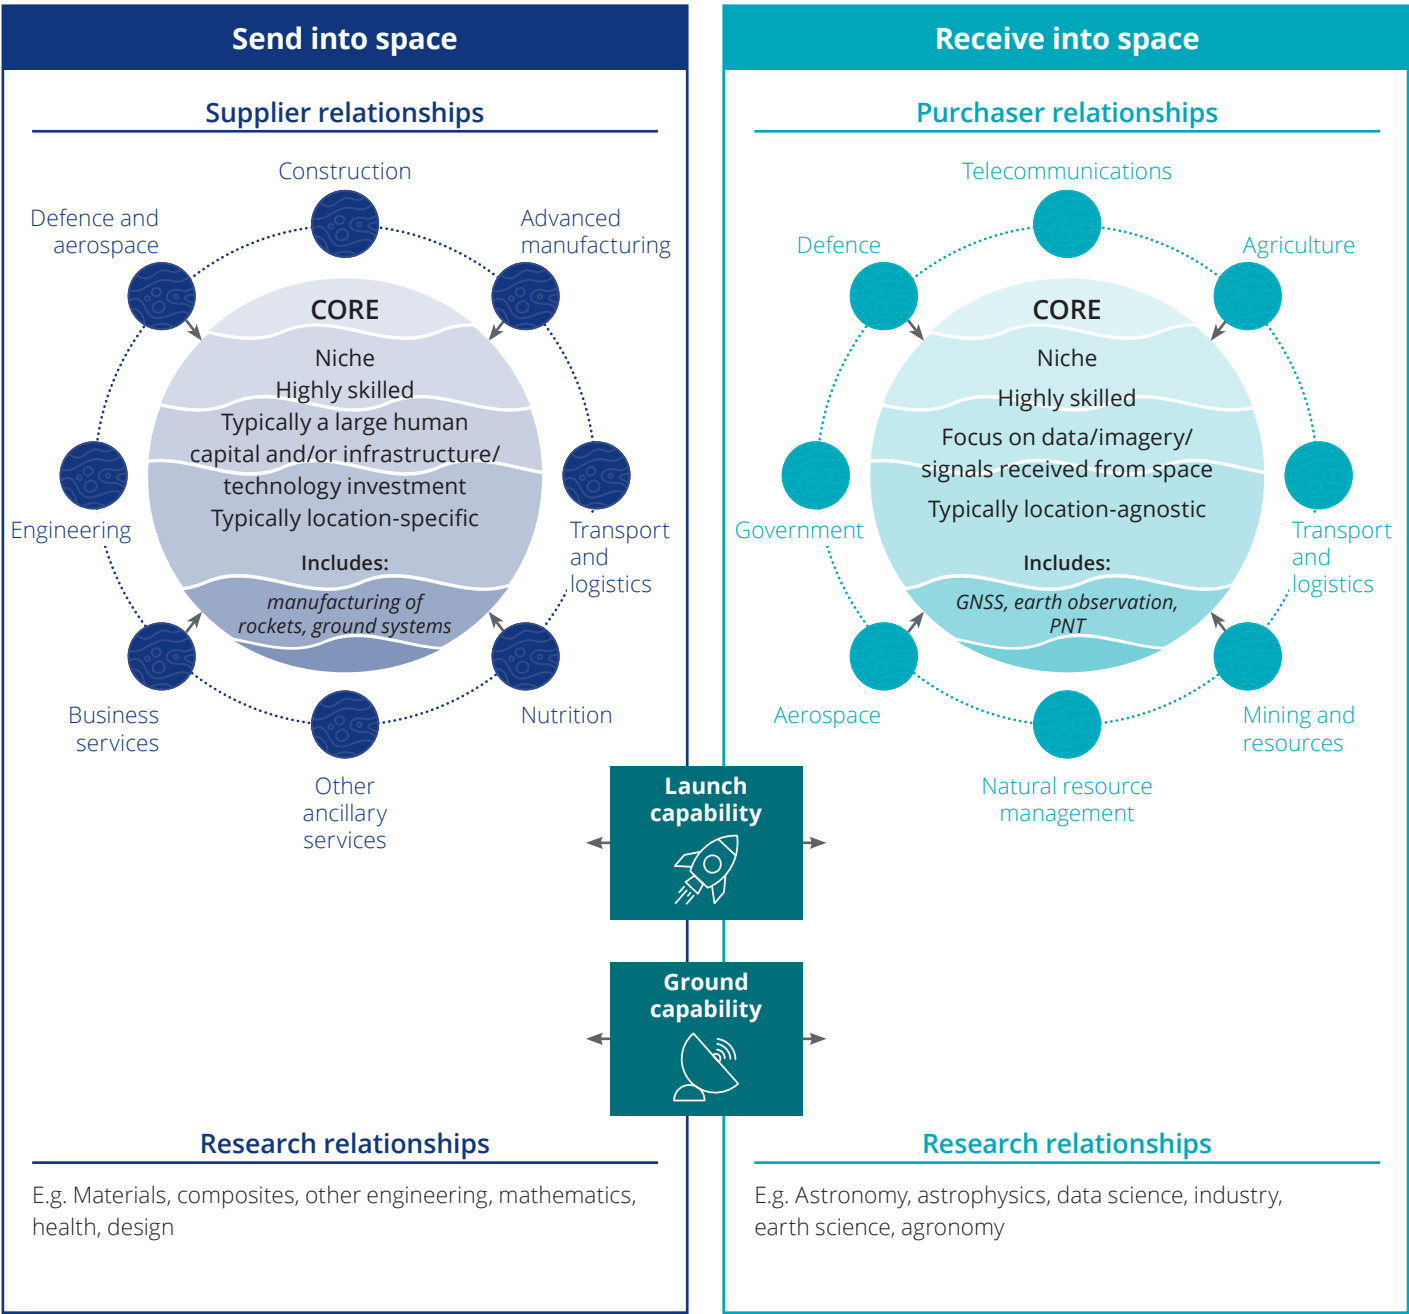 Send into space
Supplier relationships
Construction
Defence and
aerospace
Advanced
manufacturing
CORE
Niche
Highly skilled
Typically a large human
capital and/or infrastructure/
technology investment
Typically location-specific
Includes:
manufacturing of
rockets, ground systems
Engineering
Transport
and
logistics
Business
services
Nutrition
Other
ancillary
services
Receive into space
Purchaser relationships
Telecommunications
Defence
Agriculture
CORE
Niche
Highly skilled
Focus on data/imagery/
signals received from space
Typically location-agnostic
Includes:
GNSS, earth observation,
PNT
Government
Transport
and
logistics
Aerospace
Mining and
resources
Natural resource
management
Launch
capability
Ground
capability
Research relationships
E.g. Materials, composites, other engineering, mathematics,
health, design
Research relationships
E.g. Astronomy, astrophysics, data science, industry,
earth science, agronomy